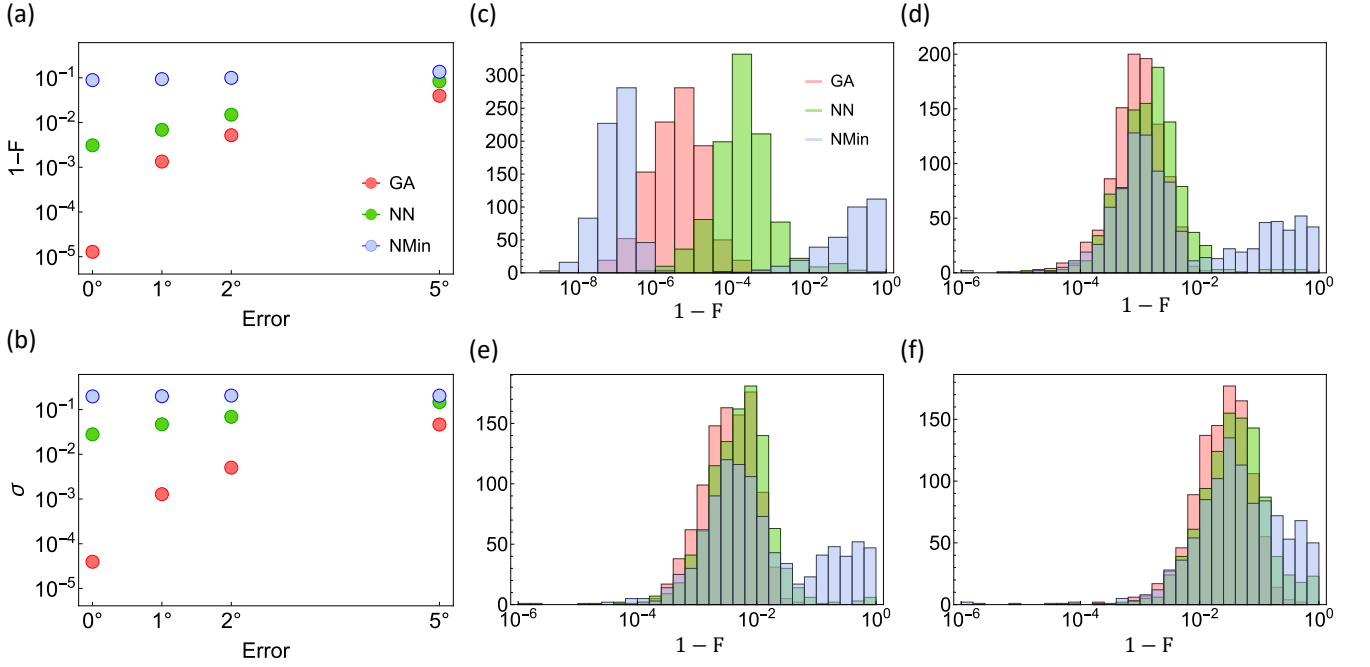 (a)
1−F
10⁻¹
10⁻²
10⁻³
10⁻⁴
10⁻⁵
GA
NN
NMin
0° 1° 2° 5°
Error
(b)
σ
10⁻¹
10⁻²
10⁻³
10⁻⁴
10⁻⁵
0° 1° 2° 5°
Error
(c)
300
250
200
150
100
50
0
GA
NN
NMin
10⁻⁸ 10⁻⁶ 10⁻⁴ 10⁻² 10⁰
1 − F
(d)
200
150
100
50
0
10⁻⁶ 10⁻⁴ 10⁻² 10⁰
1 − F
(e)
150
100
50
0
10⁻⁶ 10⁻⁴ 10⁻² 10⁰
1 − F
(f)
150
100
50
0
10⁻⁶ 10⁻⁴ 10⁻² 10⁰
1 − F